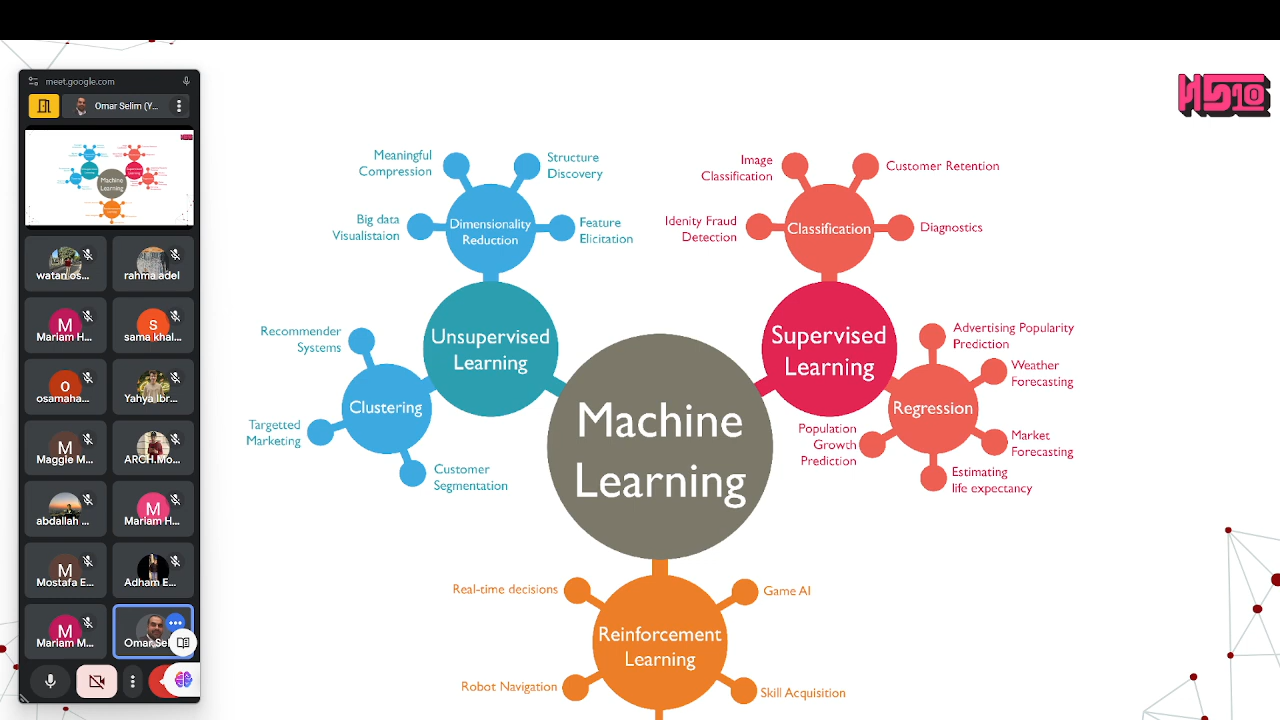 meet.google.com
Omar Selim (Y...
watan os...
rahma adel
Mariam H...
sama khal...
osamaha...
Yahya Ibr...
Maggie M...
ARCH.Mo...
abdallah ...
Mariam H...
Mostafa E...
Adham E...
Mariam M...
Omar Se
Meaningful
Compression
Structure
Discovery
Big data
Visualistaion
Dimensionality
Reduction
Feature
Elicitation
Image
Classification
Customer Retention
Idenity Fraud
Detection
Classification
Diagnostics
Recommender
Systems
Unsupervised
Learning
Supervised
Learning
Advertising Popularity
Prediction
Weather
Forecasting
Clustering
Regression
Targetted
Marketing
Machine
Learning
Population
Growth
Prediction
Market
Forecasting
Customer
Segmentation
Estimating
life expectancy
Real-time decisions
Game AI
Reinforcement
Learning
Robot Navigation
Skill Acquisition